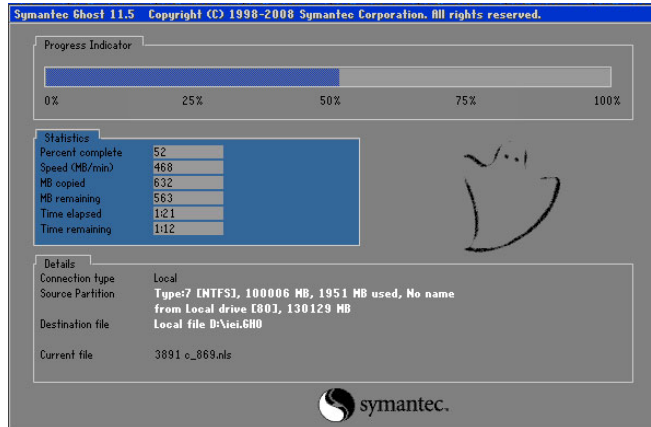 Symantec Ghost 11.5 Copyright (C) 1998-2008 Symantec Corporation. All rights reserved.
Progress Indicator
0% 25% 50% 75% 100%
Statistics
Percent complete 52
Speed (MB/min) 468
MB copied 632
MB remaining 563
Time elapsed 1:21
Time remaining 1:12
Details
Connection type Local
Source Partition Type:7 [NTFS], 100006 MB, 1951 MB used, No name
from Local drive [80], 130129 MB
Destination file Local file D:\iei.GHO
Current file 3891 c_869.nls
symantec.